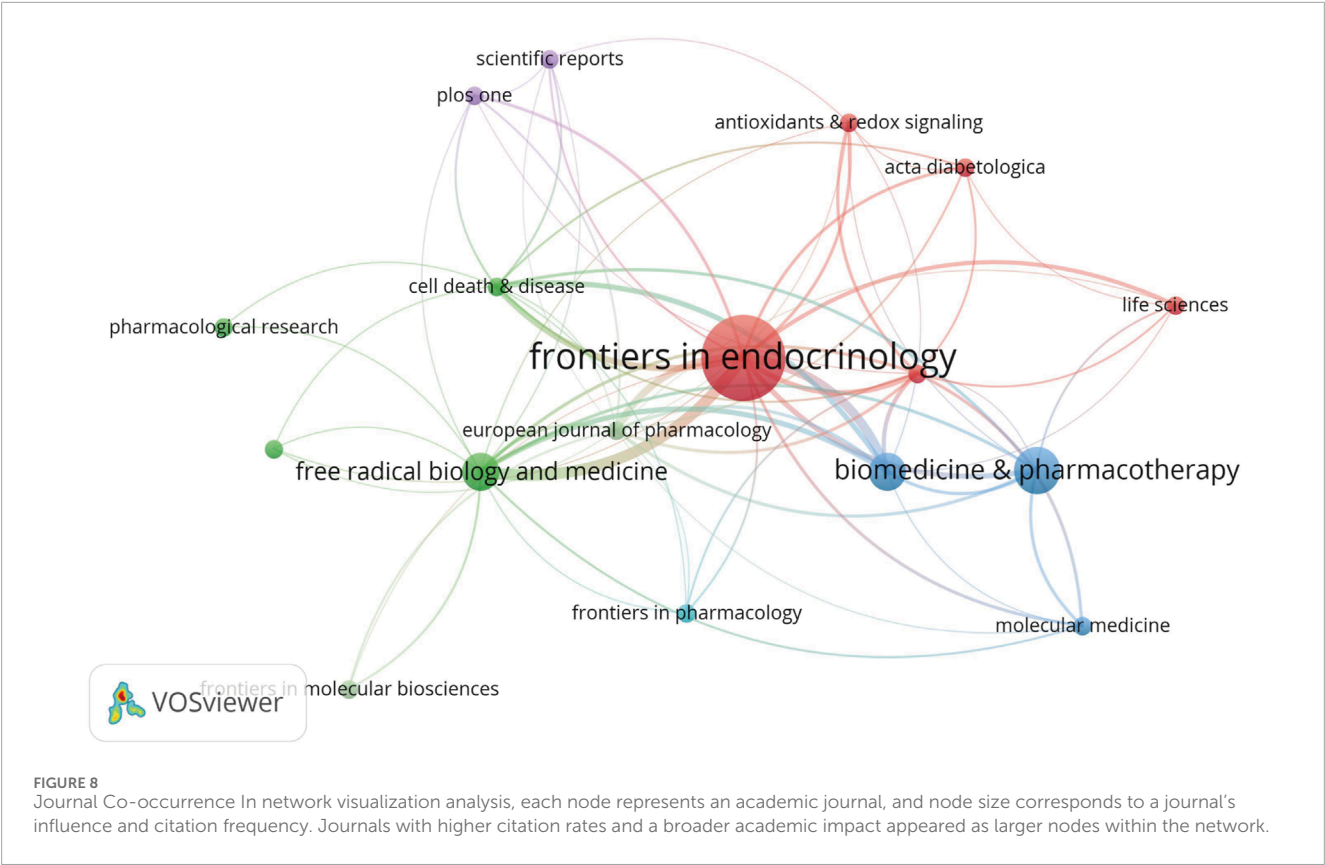 scientific reports
plos one
antioxidants & redox signaling
acta diabetologica
cell death & disease
life sciences
pharmacological research
frontiers in endocrinology
european journal of pharmacology
free radical biology and medicine
biomedicine & pharmacotherapy
frontiers in pharmacology
molecular medicine
frontiers in molecular biosciences
VOSviewer
FIGURE 8
Journal Co-occurrence In network visualization analysis, each node represents an academic journal, and node size corresponds to a journal’s
influence and citation frequency. Journals with higher citation rates and a broader academic impact appeared as larger nodes within the network.